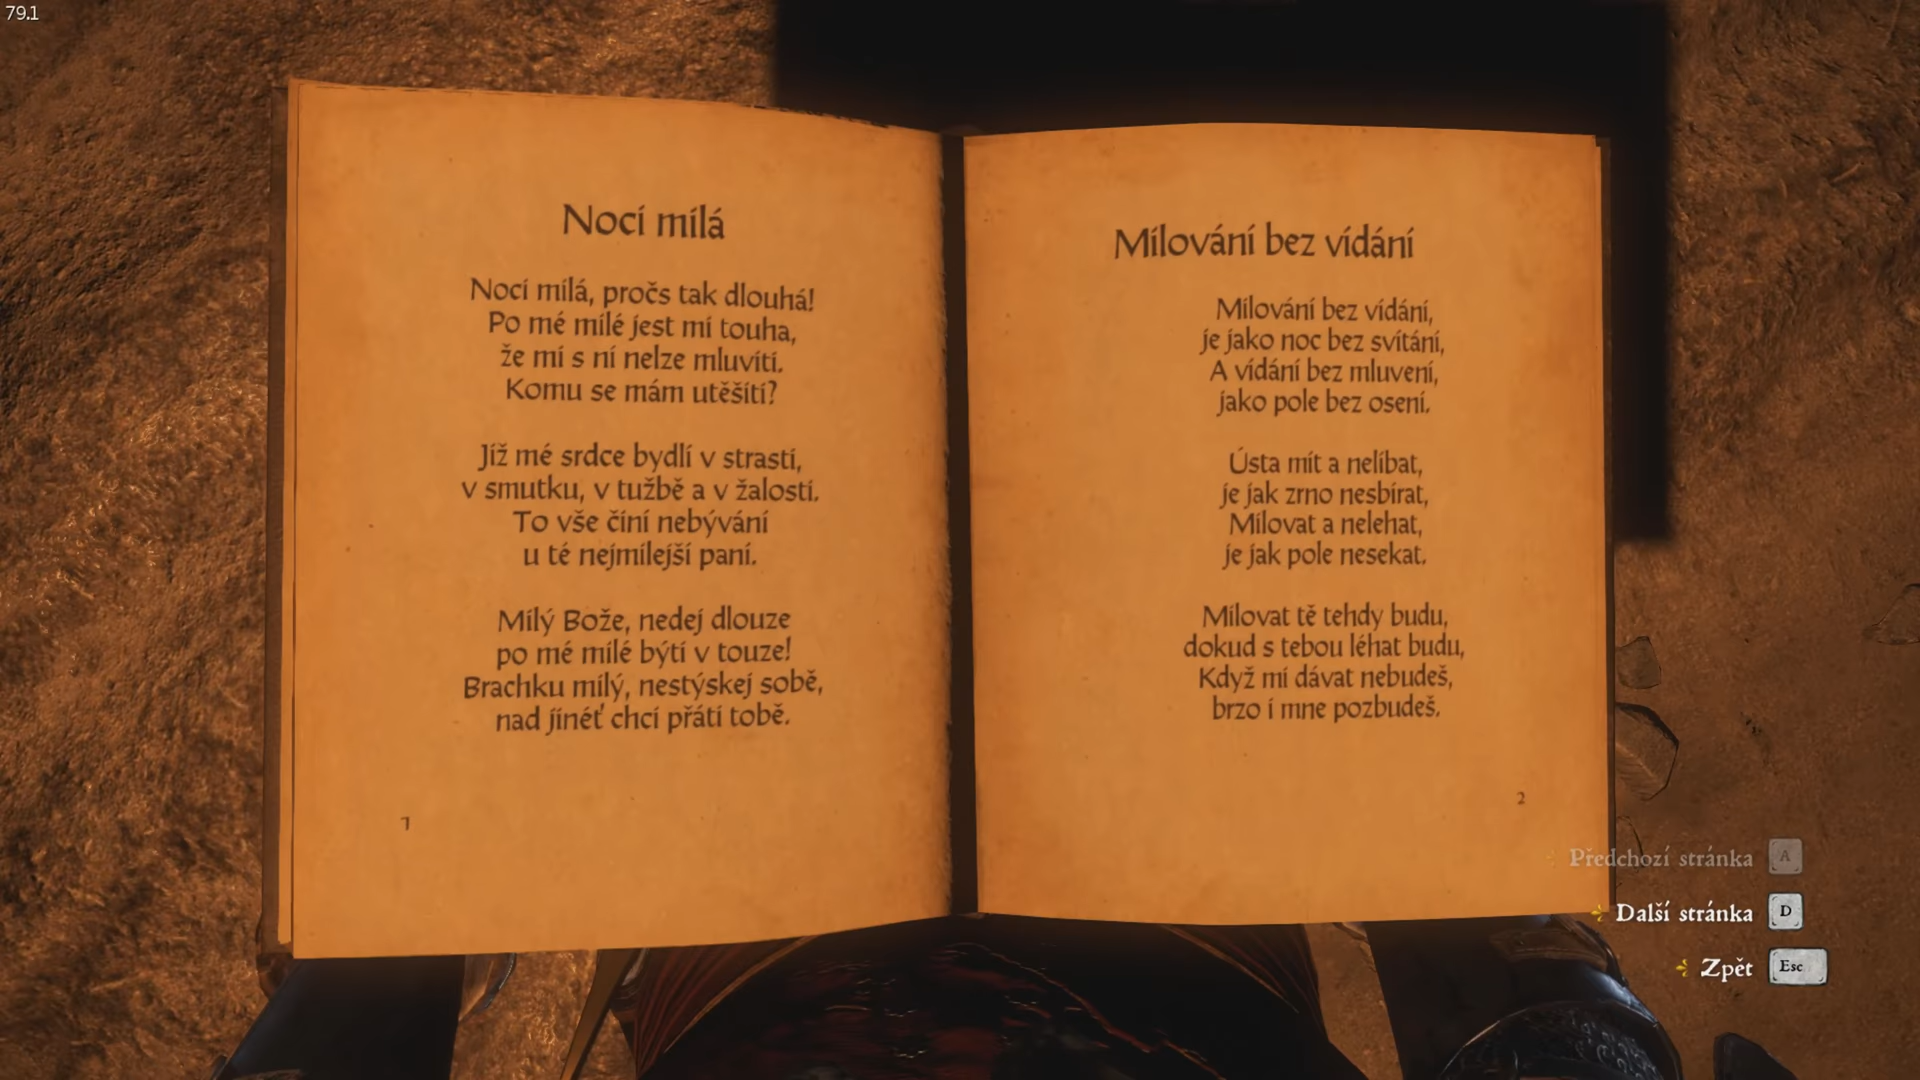 79.1
Noci milá
Noci milá, pročs tak dlouhá!
Po mé milé jest mi touha,
že mi s ní nelze mluviti.
Komu se mám utěšiti?
Již mé srdce bydlí v strasti,
v smutku, v tužbě a v žalosti.
To vše činí nebývání
u té nejmilejší paní.
Milý Bože, nedej dlouze
po mé milé býti v touze!
Brachku milý, nestýskej sobě,
nad jinéť chci přáti tobě.
1
Milování bez vídání
Milování bez vídání,
je jako noc bez svítání,
A vídání bez mluvení,
jako pole bez osení.
Ústa mít a nelíbat,
je jak zrno nesbírat,
Milovat a nelehat,
je jak pole nesekat.
Milovat tě tehdy budu,
dokud s tebou léhat budu,
Když mi dávat nebudeš,
brzo i mne pozbudeš.
2
Předchozí stránka A
Další stránka D
Zpět Esc